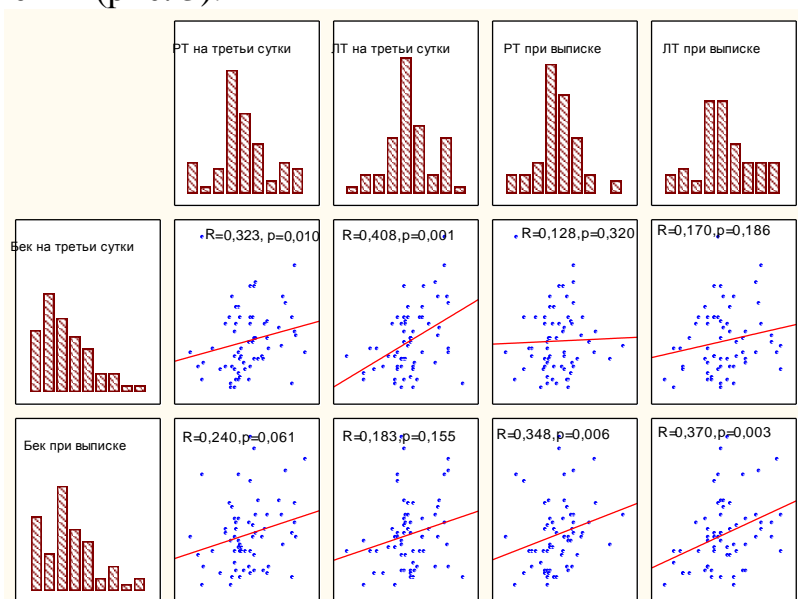 РТ на третьи сутки
ЛТ на третьи сутки
РТ при выписке
ЛТ при выписке
Бек на третьи сутки
R=0,323, p=0,010
R=0,408,p=0,001
R=0,128,p=0,320
R=0,170,p=0,186
Бек при выписке
R=0,240,p=0,061
R=0,183,p=0,155
R=0,348,p=0,006
R=0,370,p=0,003